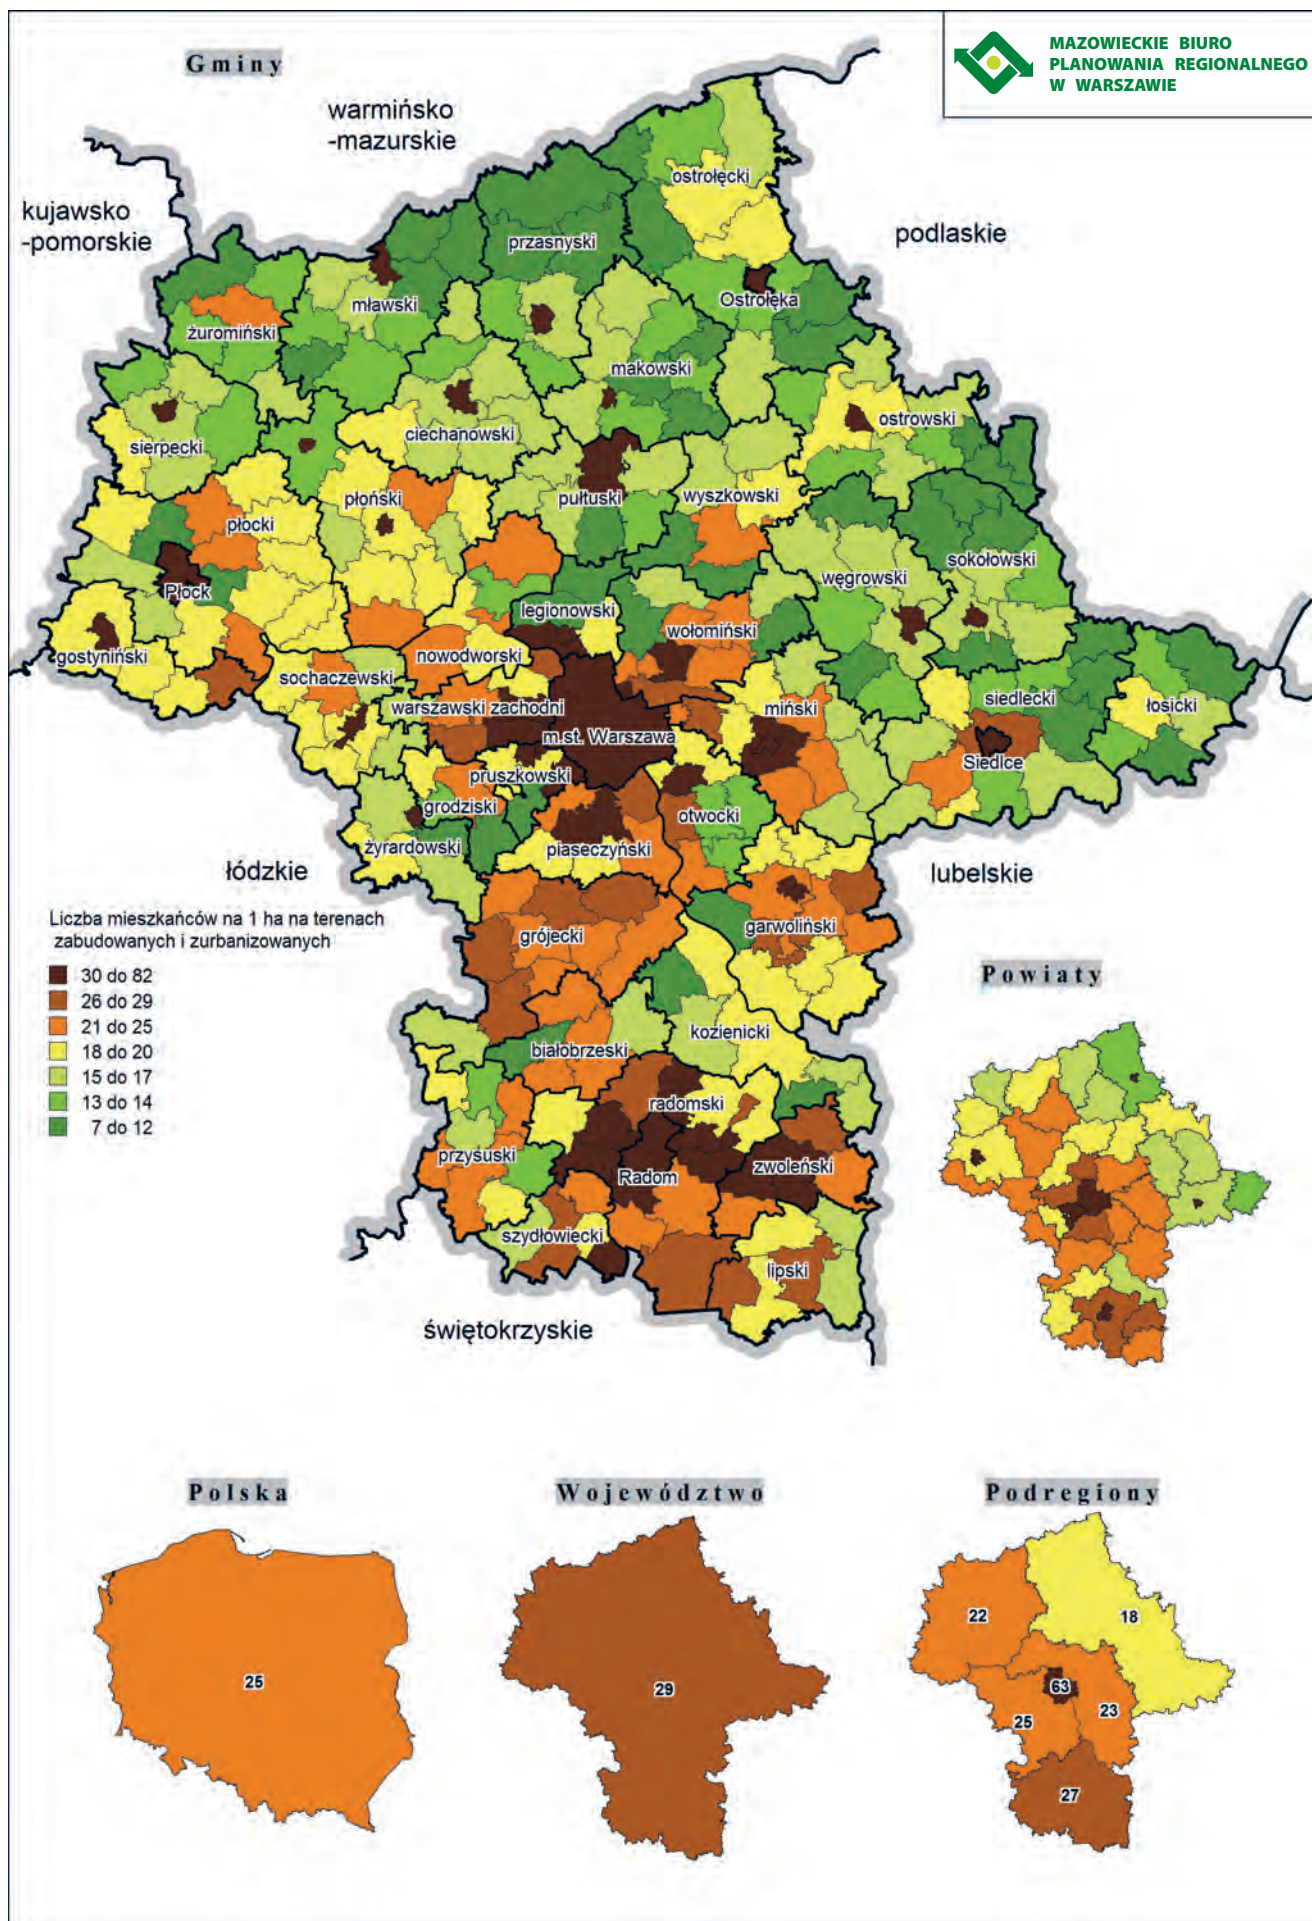 MAZOWIECKIE BIURO
PLANOWANIA REGIONALNEGO
W WARSZAWIE
Gminy
warmińsko
-mazurskie
kujawsko
-pomorskie
podlaskie
ostrołęcki
przasnyski
mławski
Ostrołęka
żuromiński
makowski
ostrowski
sierpecki
ciechanowski
płoński
pułtuski
wyszkowski
płocki
sokołowski
węgrowski
Płock
legionowski
wołomiński
gostyniński
nowodworski
sochaczewski
siedlecki
łosicki
warszawski zachodni
miński
m.st. Warszawa
Siedlce
pruszkowski
grodziski
otwocki
żyrardowski
piaseczyński
łódzkie
lubelskie
Liczba mieszkańców na 1 ha na terenach
zabudowanych i zurbanizowanych
30 do 82
26 do 29
21 do 25
18 do 20
15 do 17
13 do 14
7 do 12
grójecki
garwoliński
Powiaty
kozienicki
białobrzeski
radomski
przysuski
zwoleński
Radom
szydłowiecki
lipski
świętokrzyskie
Polska
Województwo
Podregiony
25
29
22
18
63
25
23
27